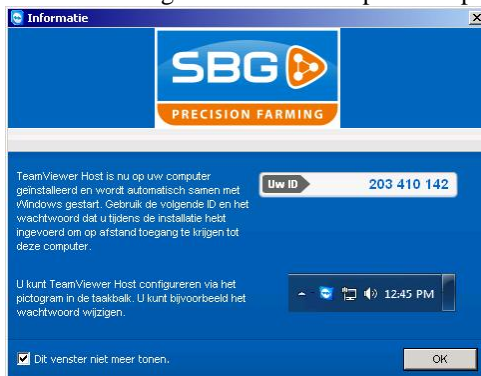 Informatie
SBG
PRECISION FARMING
TeamViewer Host is nu op uw computer
geïnstalleerd en wordt automatisch samen met
Windows gestart. Gebruik de volgende ID en het
wachtwoord dat u tijdens de installatie hebt
ingevoerd om op afstand toegang te krijgen tot
deze computer.
Uw ID
203 410 142
U kunt TeamViewer Host configureren via het
pictogram in de taakbalk. U kunt bijvoorbeeld het
wachtwoord wijzigen.
12:45 PM
Dit venster niet meer tonen.
OK